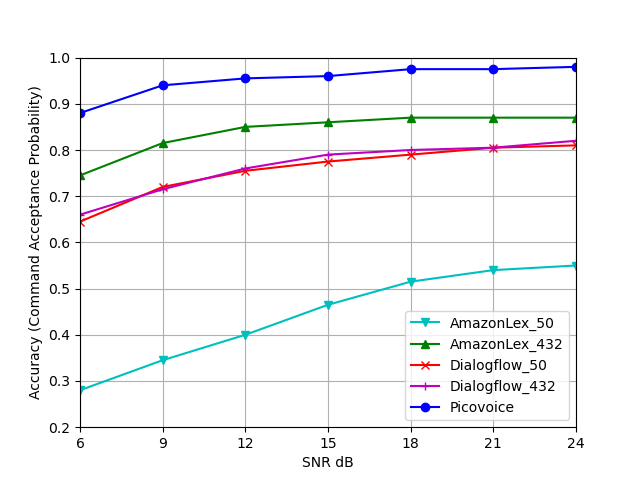 1.0
0.9
0.8
0.7
0.6
0.5
0.4
0.3
0.2
Accuracy (Command Acceptance Probability)
AmazonLex_50
AmazonLex_432
Dialogflow_50
Dialogflow_432
Picovoice
6 9 12 15 18 21 24
SNR dB